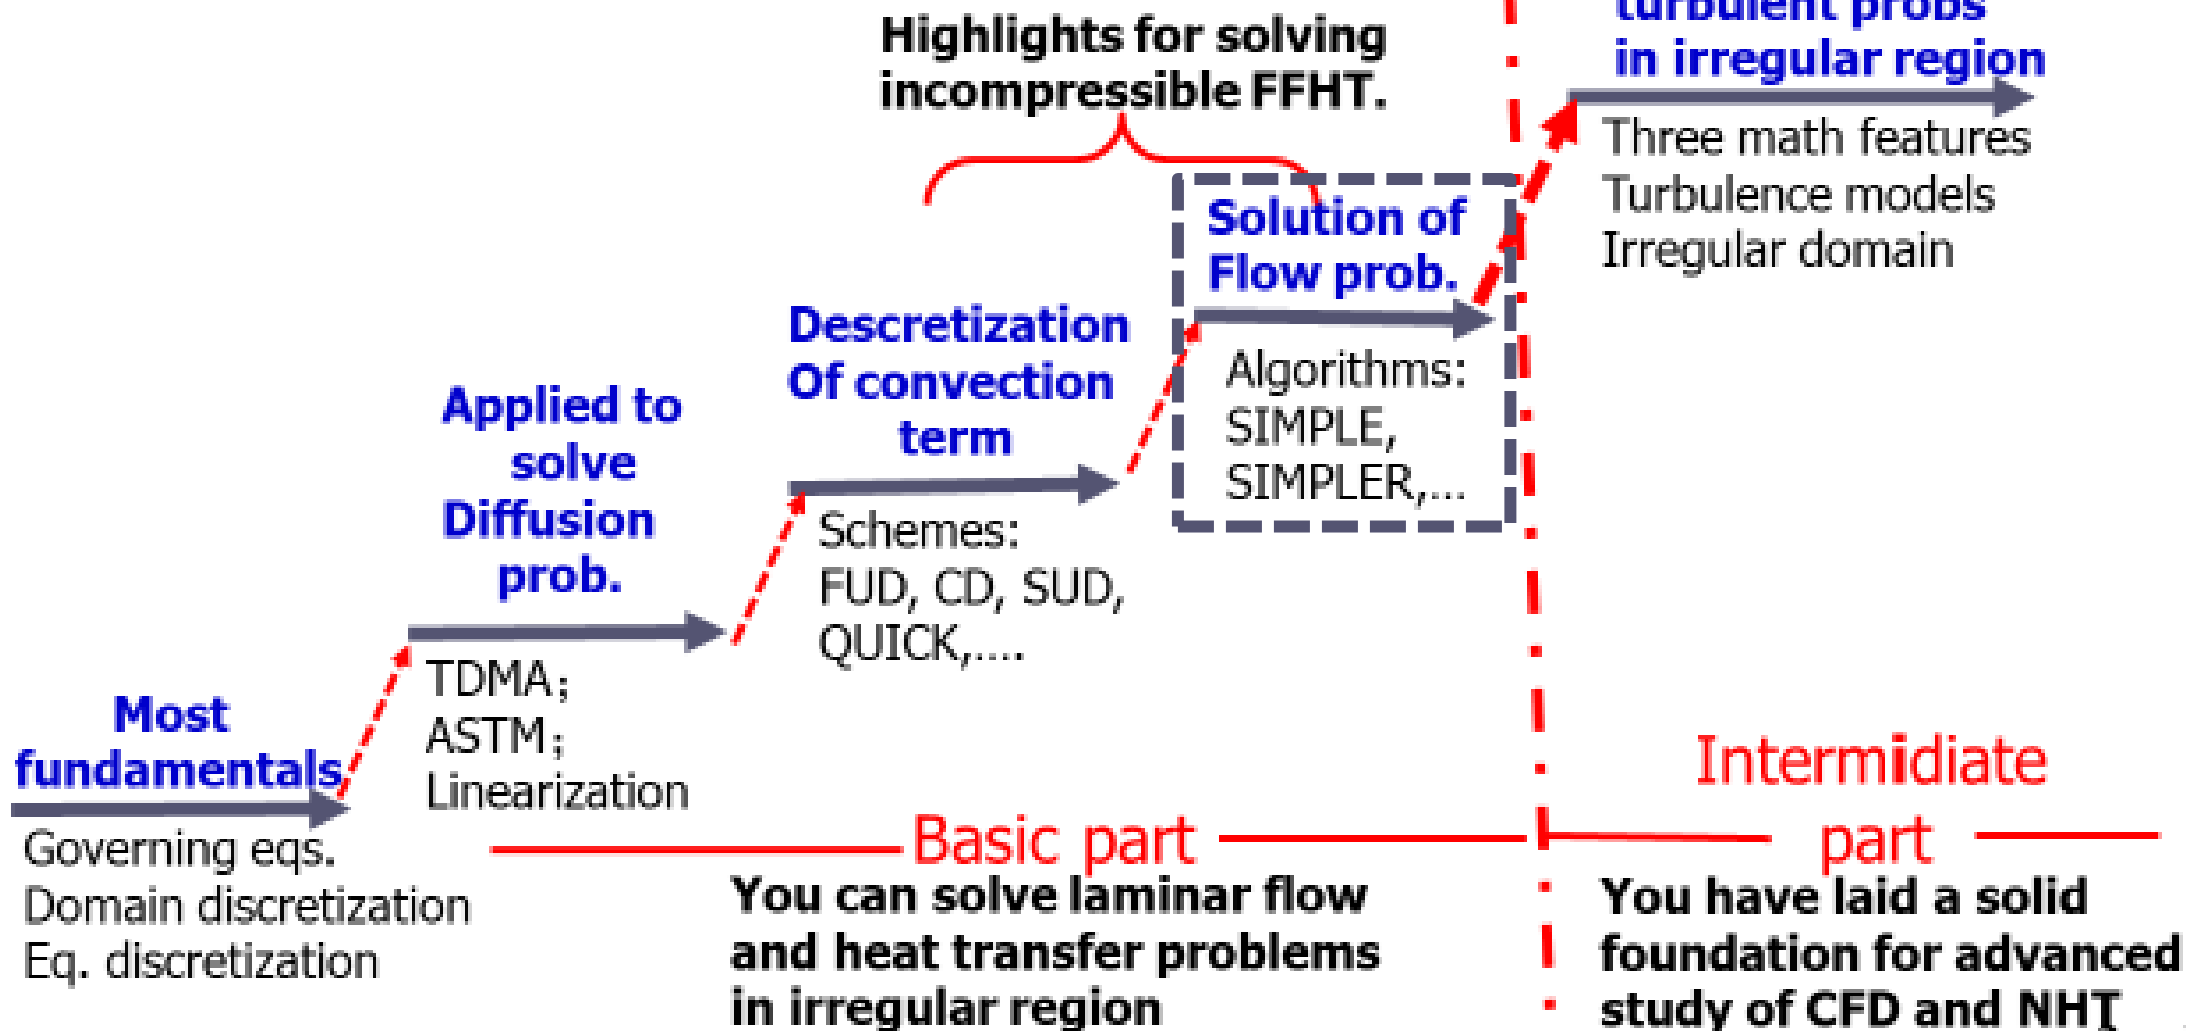 Highlights for solving
incompressible FFHT.
turbulent probs
in irregular region
Three math features
Turbulence models
Irregular domain
Solution of
Flow prob.
Algorithms:
SIMPLE,
SIMPLER,...
Descretization
Of convection
term
Schemes:
FUD, CD, SUD,
QUICK,....
Applied to
solve
Diffusion
prob.
TDMA;
ASTM;
Linearization
Most
fundamentals
Governing eqs.
Domain discretization
Eq. discretization
Basic part
You can solve laminar flow
and heat transfer problems
in irregular region
Intermidiate
part
You have laid a solid
foundation for advanced
study of CFD and NHT